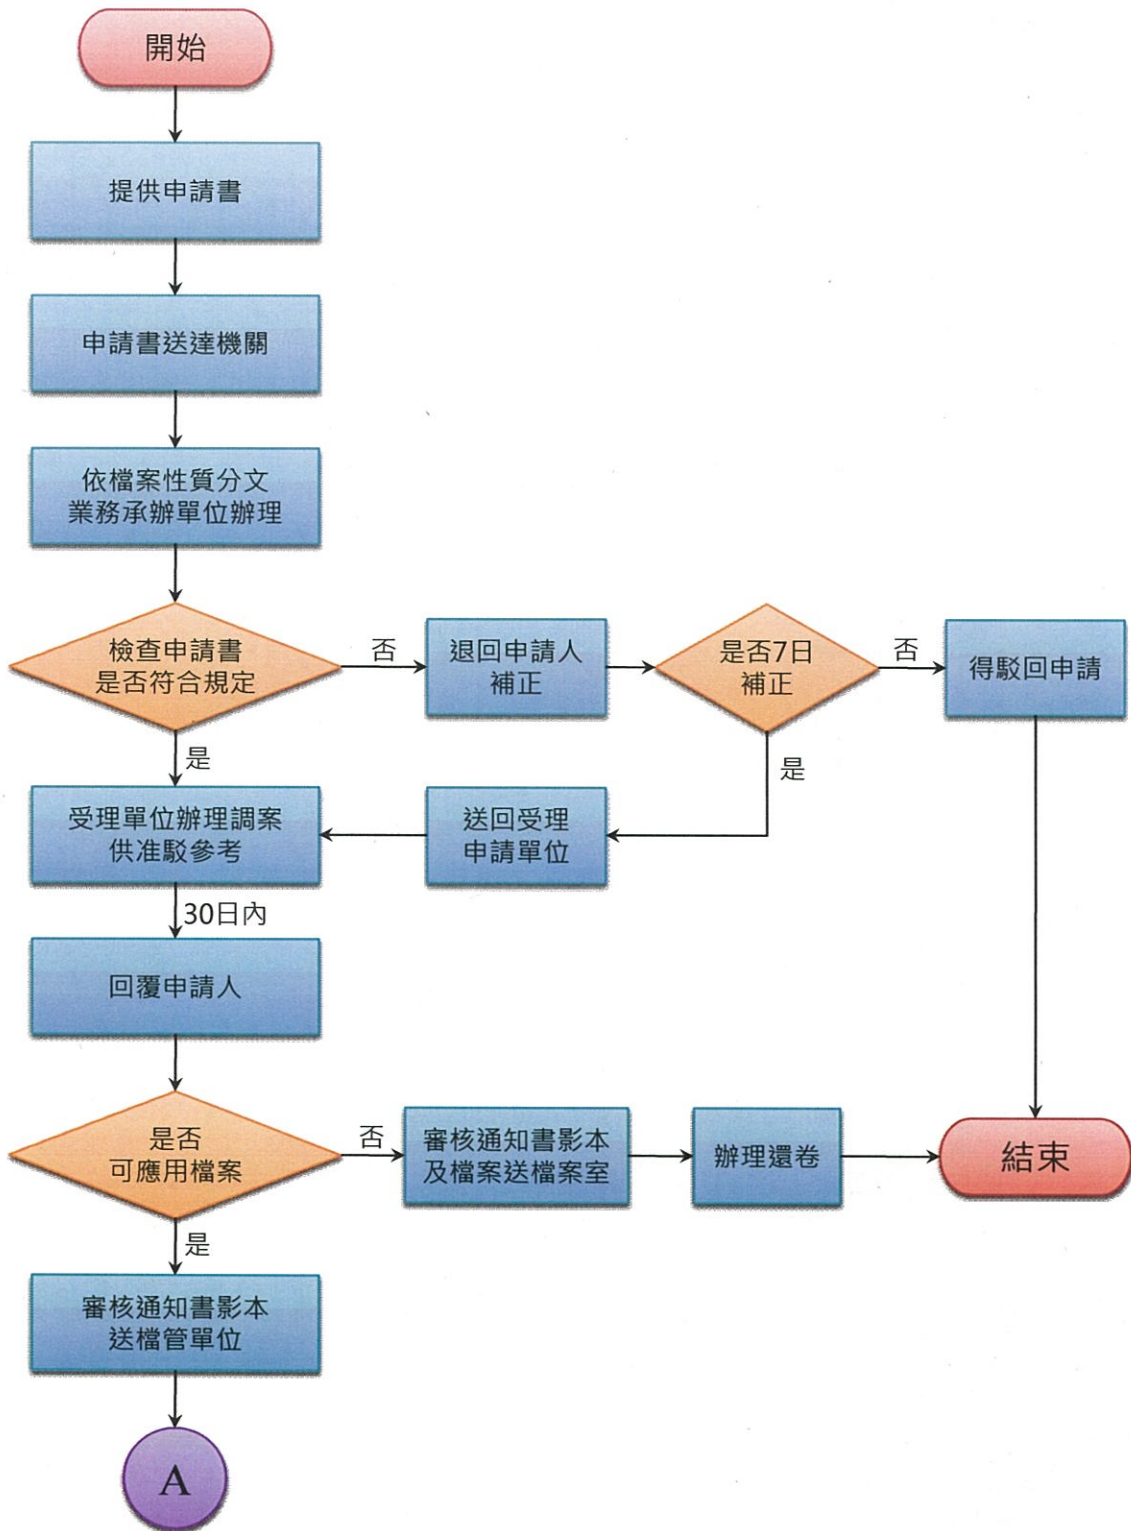 開始
提供申請書
申請書送達機關
依檔案性質分文
業務承辦單位辦理
檢查申請書
是否符合規定
否
退回申請人
補正
是否7日
補正
否
得駁回申請
是
是
受理單位辦理調案
供准駁參考
送回受理
申請單位
30日內
回覆申請人
是否
可應用檔案
否
審核通知書影本
及檔案送檔案室
辦理還卷
結束
是
審核通知書影本
送檔管單位
A